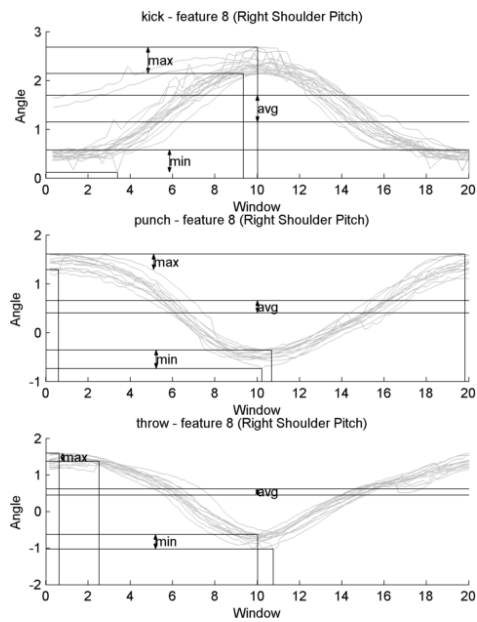 kick - feature 8 (Right Shoulder Pitch)
3
max
2
Angle
avg
1
min
0
0 2 4 6 8 10 12 14 16 18 20
Window
punch - feature 8 (Right Shoulder Pitch)
2
max
1
avg
Angle
0
min
-1
0 2 4 6 8 10 12 14 16 18 20
Window
throw - feature 8 (Right Shoulder Pitch)
2
max
1
avg
Angle
0
min
-1
-2
0 2 4 6 8 10 12 14 16 18 20
Window